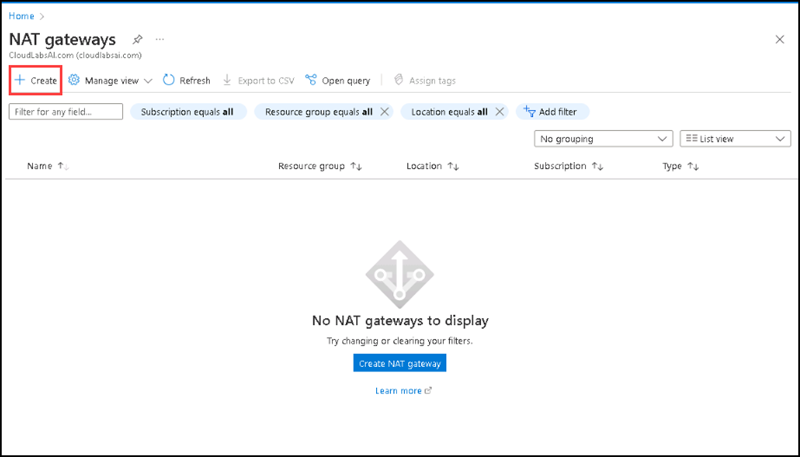 Home >
NAT gateways
CloudLabsAI.com (cloudlabsai.com)
+ Create Manage view Refresh Export to CSV Open query Assign tags
Filter for any field... Subscription equals all Resource group equals all Location equals all Add filter
No grouping List view
Name Resource group Location Subscription Type
No NAT gateways to display
Try changing or clearing your filters.
Create NAT gateway
Learn more